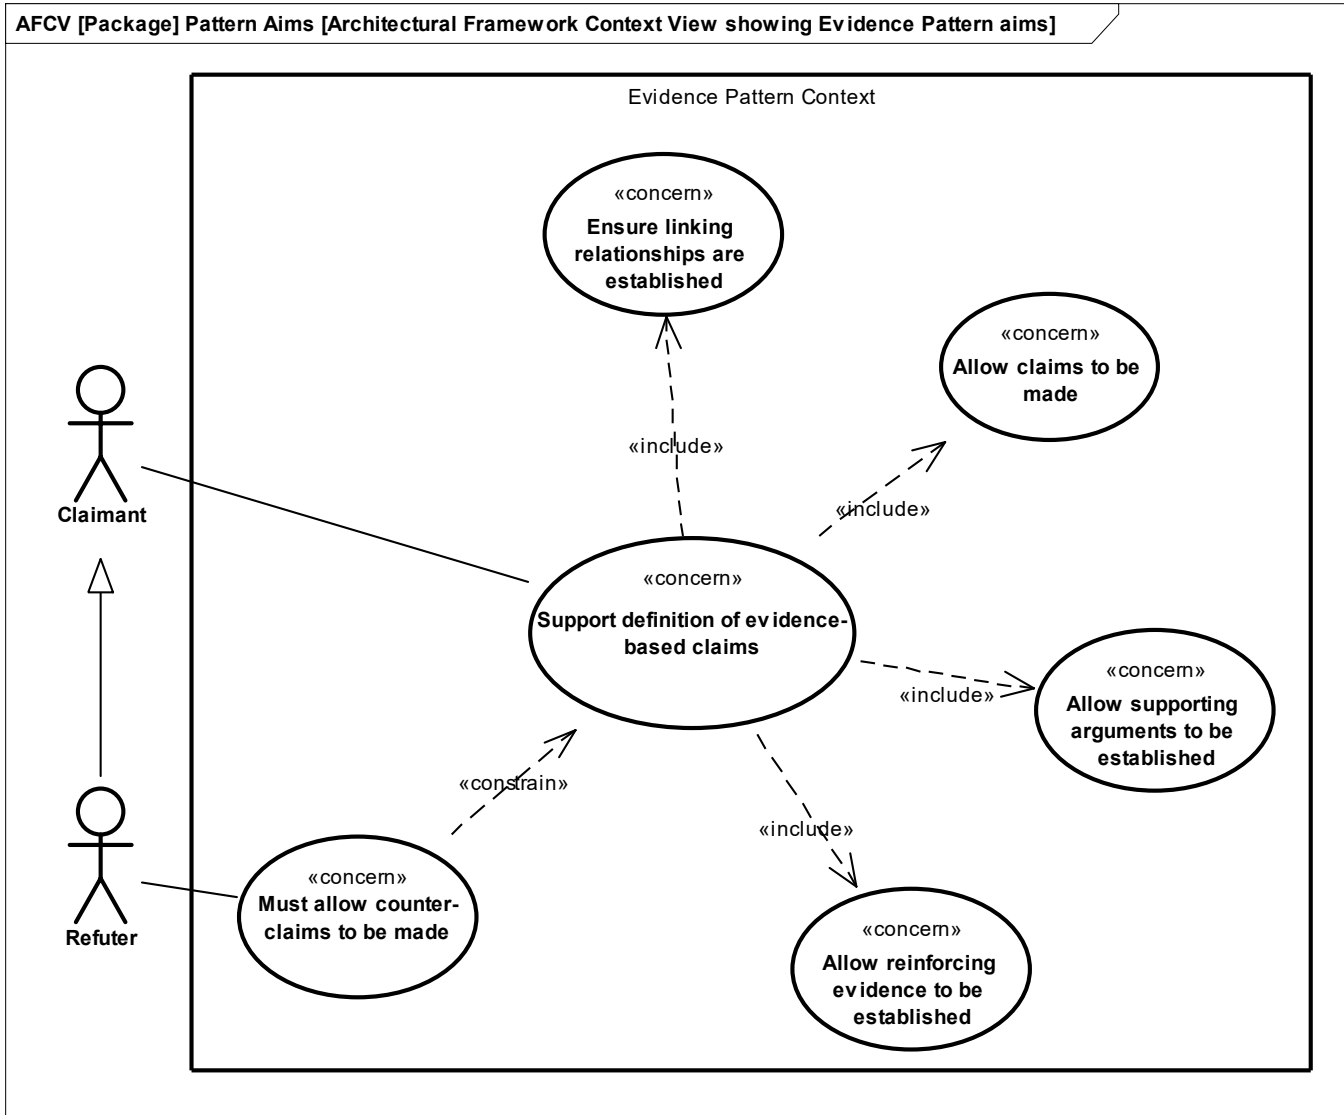 AFCV [Package] Pattern Aims [Architectural Framework Context View showing Evidence Pattern aims]
Evidence Pattern Context
«concern»
Ensure linking
relationships are
established
«concern»
Allow claims to be
made
«include»
«include»
Claimant
«concern»
Support definition of evidence-
based claims
«include»
«concern»
Allow supporting
arguments to be
established
«constrain»
«include»
«concern»
Must allow counter-
claims to be made
Refuter
«concern»
Allow reinforcing
evidence to be
established